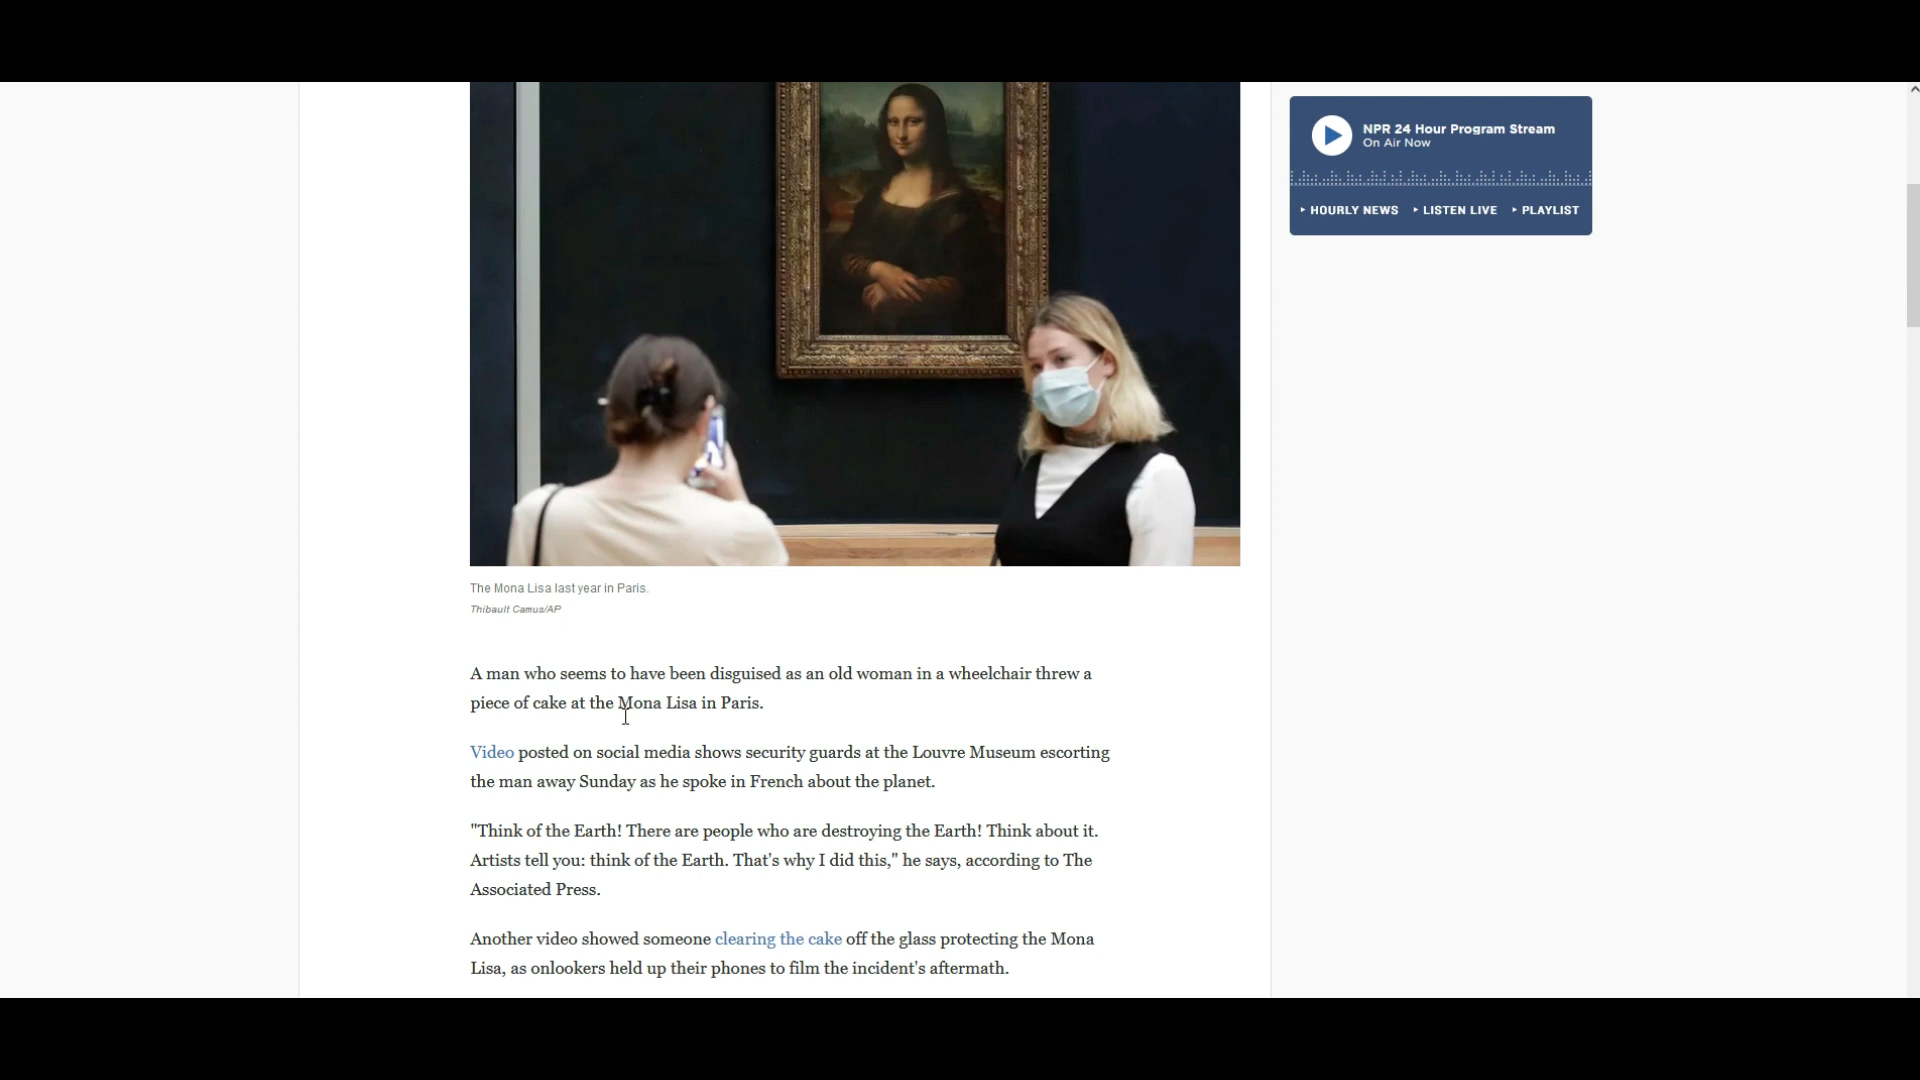 NPR 24 Hour Program Stream
On Air Now
HOURLY NEWS LISTEN LIVE PLAYLIST
The Mona Lisa last year in Paris.
Thibault Camus/AP
A man who seems to have been disguised as an old woman in a wheelchair threw a
piece of cake at the Mona Lisa in Paris.
Video posted on social media shows security guards at the Louvre Museum escorting
the man away Sunday as he spoke in French about the planet.
"Think of the Earth! There are people who are destroying the Earth! Think about it.
Artists tell you: think of the Earth. That's why I did this," he says, according to The
Associated Press.
Another video showed someone clearing the cake off the glass protecting the Mona
Lisa, as onlookers held up their phones to film the incident's aftermath.